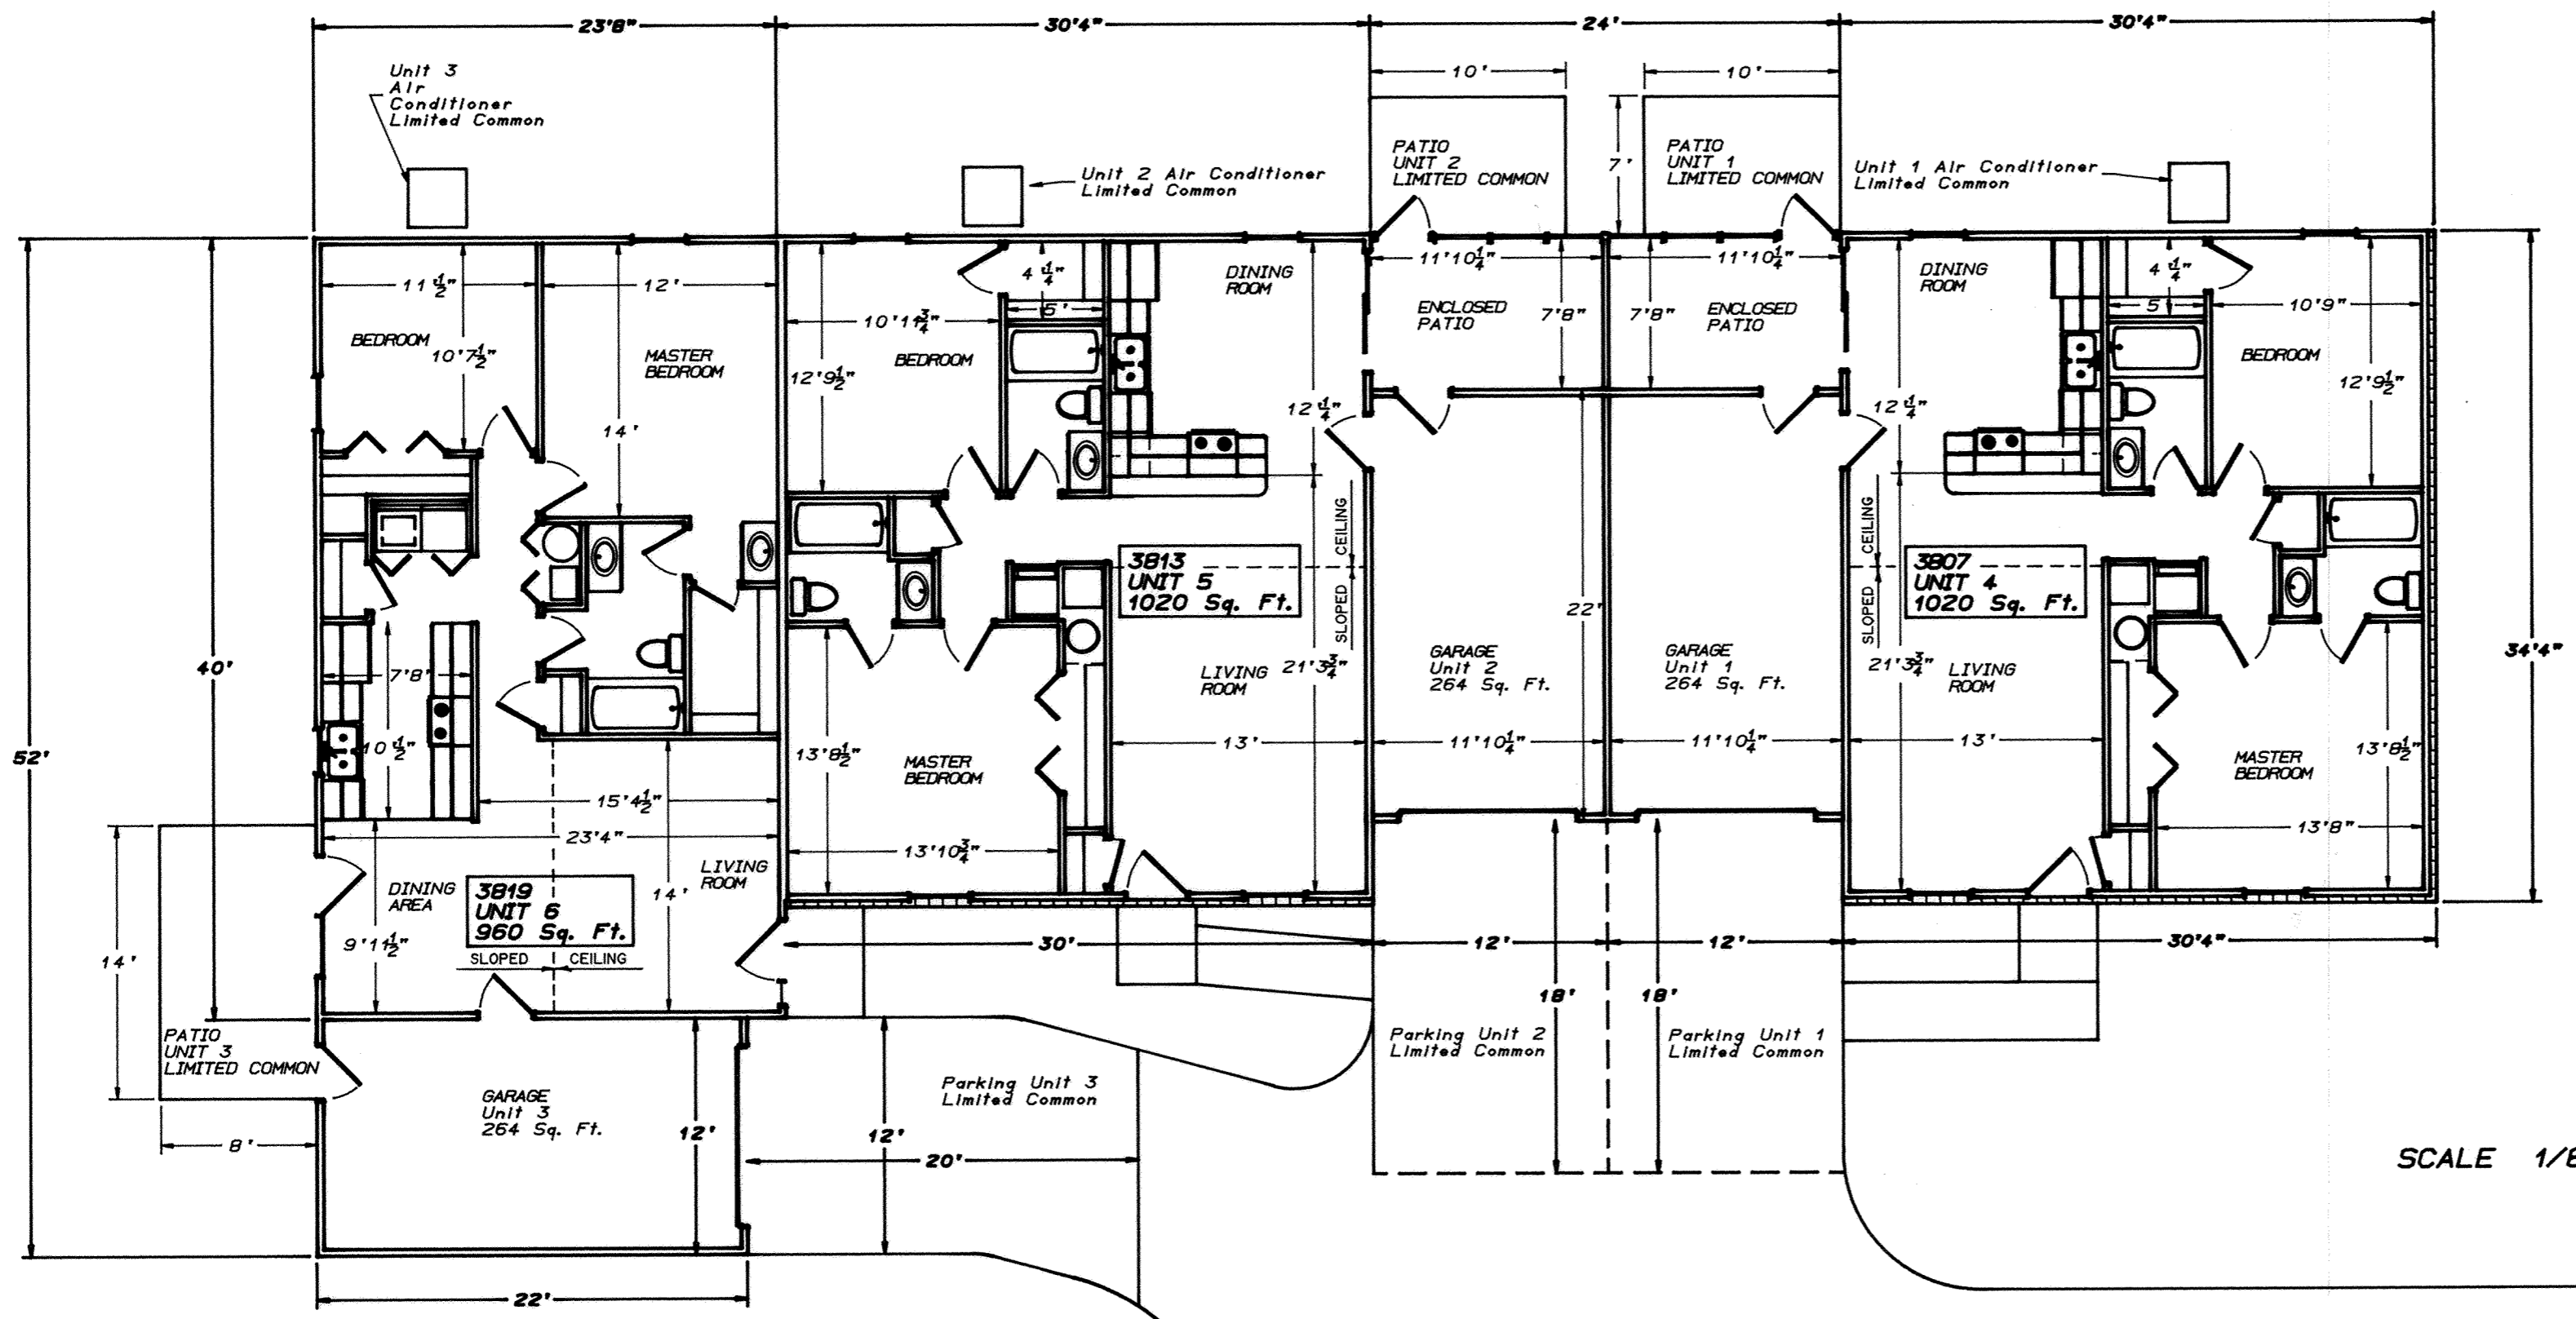 23'8"
30'4"
24'
30'4"
10'
10'
Unit 3
Air
Conditioner
Limited Common
PATIO
UNIT 2
LIMITED COMMON
7'
PATIO
UNIT 1
LIMITED COMMON
Unit 2 Air Conditioner
Limited Common
Unit 1 Air Conditioner
Limited Common
11 1/2"
12'
4 1/4"
5'
DINING
ROOM
11'10 1/4"
11'10 1/4"
DINING
ROOM
4 1/4"
5'
10'9"
BEDROOM
10'7 1/2"
MASTER
BEDROOM
10'11 3/4"
BEDROOM
12'9 1/2"
ENCLOSED
PATIO
7'8"
7'8"
ENCLOSED
PATIO
BEDROOM
12'9 1/2"
14'
12 1/4"
12 1/4"
SLOPED CEILING
SLOPED CEILING
3813
UNIT 5
1020 Sq. Ft.
3807
UNIT 4
1020 Sq. Ft.
22'
40'
7'8"
10 1/2"
52'
34'4"
LIVING
ROOM
21'3 3/4"
GARAGE
Unit 2
264 Sq. Ft.
GARAGE
Unit 1
264 Sq. Ft.
21'3 3/4"
LIVING
ROOM
13'8 1/2"
MASTER
BEDROOM
13'
11'10 1/4"
11'10 1/4"
13'
MASTER
BEDROOM
13'8 1/2"
15'4 1/2"
23'4"
13'10 3/4"
13'8"
DINING
AREA
LIVING
ROOM
3819
UNIT 6
960 Sq. Ft.
14'
9'11 1/2"
SLOPED CEILING
14'
30'
12'
12'
30'4"
18'
18'
PATIO
UNIT 3
LIMITED COMMON
Parking Unit 2
Limited Common
Parking Unit 1
Limited Common
GARAGE
Unit 3
264 Sq. Ft.
Parking Unit 3
Limited Common
8'
12'
12'
20'
22'
SCALE 1/8